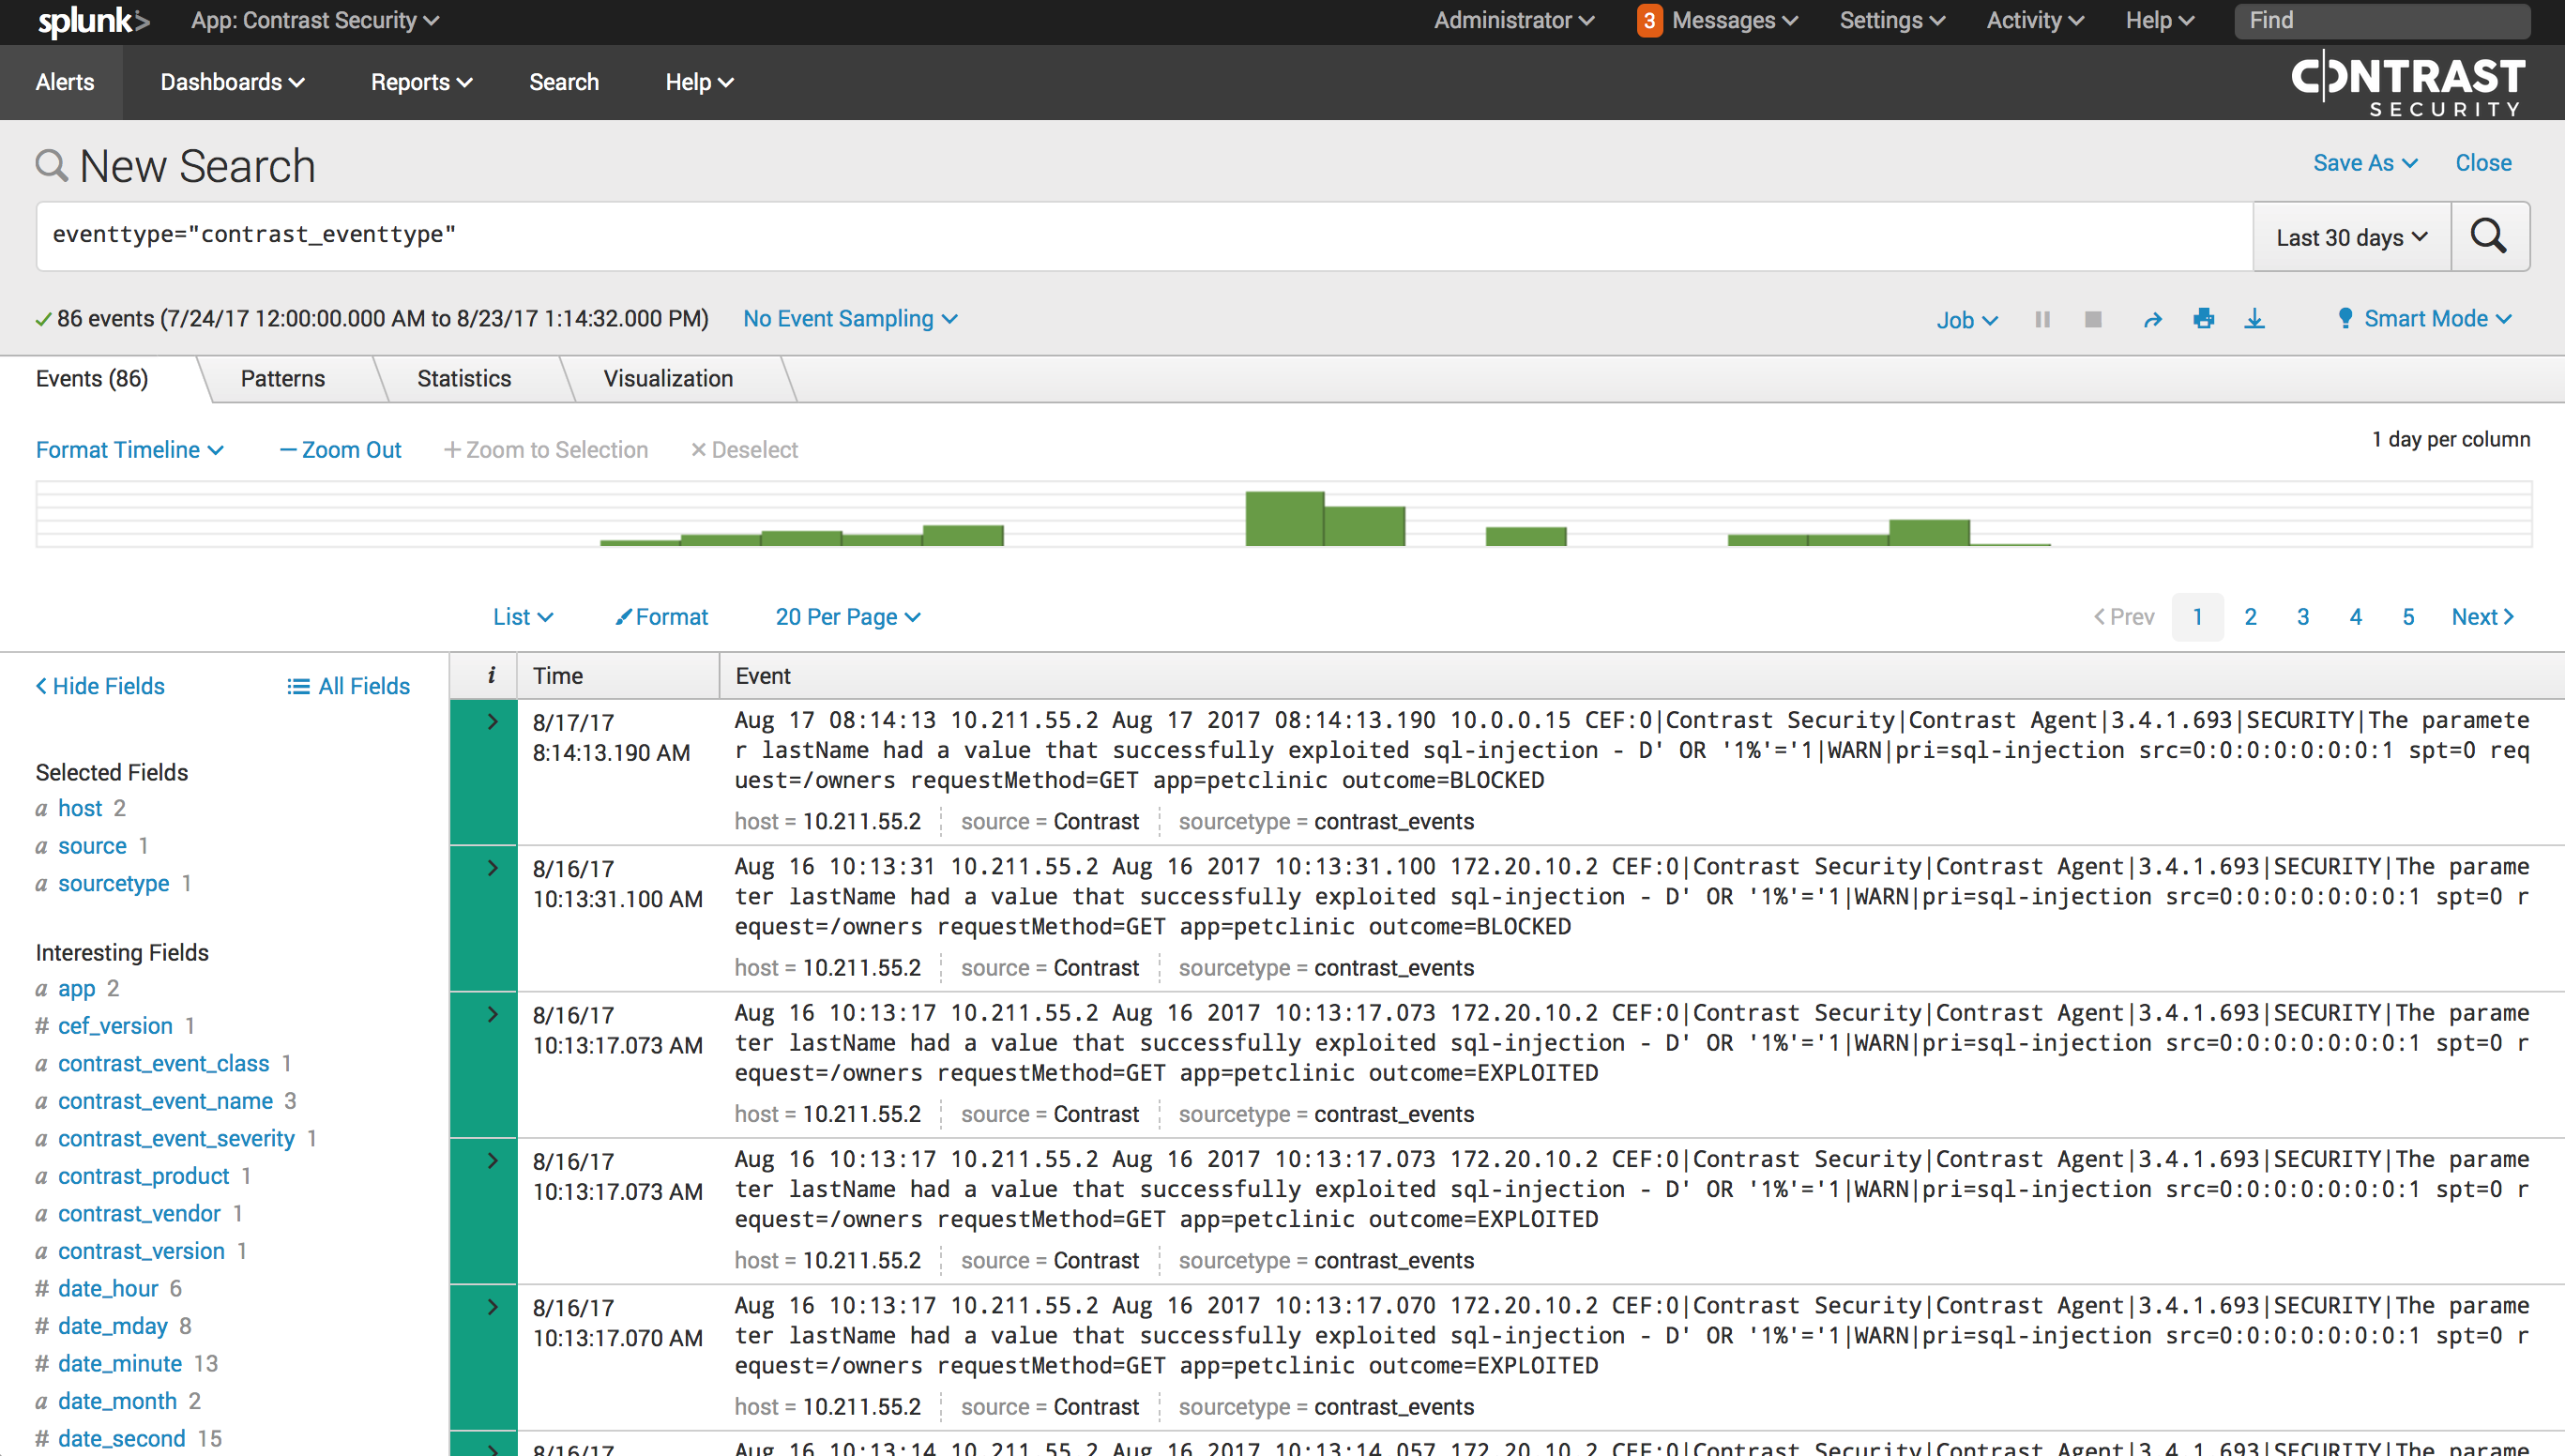 splunk> App: Contrast Security Administrator 3 Messages Settings Activity Help Find
Alerts Dashboards Reports Search Help CONTRAST
SECURITY
New Search Save As Close
eventtype="contrast_eventtype" Last 30 days
86 events (7/24/17 12:00:00.000 AM to 8/23/17 1:14:32.000 PM) No Event Sampling Job Smart Mode
Events (86) Patterns Statistics Visualization
Format Timeline — Zoom Out + Zoom to Selection × Deselect 1 day per column
List Format 20 Per Page < Prev 1 2 3 4 5 Next >
< Hide Fields All Fields
Selected Fields
a host 2
a source 1
a sourcetype 1
Interesting Fields
a app 2
# cef_version 1
a contrast_event_class 1
a contrast_event_name 3
a contrast_event_severity 1
a contrast_product 1
a contrast_vendor 1
a contrast_version 1
# date_hour 6
# date_mday 8
# date_minute 13
a date_month 2
# date_second 15
i Time Event
> 8/17/17
8:14:13.190 AM
Aug 17 08:14:13 10.211.55.2 Aug 17 2017 08:14:13.190 10.0.0.15 CEF:0|Contrast Security|Contrast Agent|3.4.1.693|SECURITY|The paramete
r lastName had a value that successfully exploited sql-injection - D' OR '1%'='1|WARN|pri=sql-injection src=0:0:0:0:0:0:0:1 spt=0 req
uest=/owners requestMethod=GET app=petclinic outcome=BLOCKED
host = 10.211.55.2 source = Contrast sourcetype = contrast_events
> 8/16/17
10:13:31.100 AM
Aug 16 10:13:31 10.211.55.2 Aug 16 2017 10:13:31.100 172.20.10.2 CEF:0|Contrast Security|Contrast Agent|3.4.1.693|SECURITY|The parame
ter lastName had a value that successfully exploited sql-injection - D' OR '1%'='1|WARN|pri=sql-injection src=0:0:0:0:0:0:0:1 spt=0 r
equest=/owners requestMethod=GET app=petclinic outcome=BLOCKED
host = 10.211.55.2 source = Contrast sourcetype = contrast_events
> 8/16/17
10:13:17.073 AM
Aug 16 10:13:17 10.211.55.2 Aug 16 2017 10:13:17.073 172.20.10.2 CEF:0|Contrast Security|Contrast Agent|3.4.1.693|SECURITY|The parame
ter lastName had a value that successfully exploited sql-injection - D' OR '1%'='1|WARN|pri=sql-injection src=0:0:0:0:0:0:0:1 spt=0 r
equest=/owners requestMethod=GET app=petclinic outcome=EXPLOITED
host = 10.211.55.2 source = Contrast sourcetype = contrast_events
> 8/16/17
10:13:17.073 AM
Aug 16 10:13:17 10.211.55.2 Aug 16 2017 10:13:17.073 172.20.10.2 CEF:0|Contrast Security|Contrast Agent|3.4.1.693|SECURITY|The parame
ter lastName had a value that successfully exploited sql-injection - D' OR '1%'='1|WARN|pri=sql-injection src=0:0:0:0:0:0:0:1 spt=0 r
equest=/owners requestMethod=GET app=petclinic outcome=EXPLOITED
host = 10.211.55.2 source = Contrast sourcetype = contrast_events
> 8/16/17
10:13:17.070 AM
Aug 16 10:13:17 10.211.55.2 Aug 16 2017 10:13:17.070 172.20.10.2 CEF:0|Contrast Security|Contrast Agent|3.4.1.693|SECURITY|The parame
ter lastName had a value that successfully exploited sql-injection - D' OR '1%'='1|WARN|pri=sql-injection src=0:0:0:0:0:0:0:1 spt=0 r
equest=/owners requestMethod=GET app=petclinic outcome=EXPLOITED
host = 10.211.55.2 source = Contrast sourcetype = contrast_events
> 8/16/17
Aug 16 10:13:14 10.211.55.2 Aug 16 2017 10:13:14.057 172.20.10.2 CEF:0|Contrast Security|Contrast Agent|3.4.1.693|SECURITY|The parame